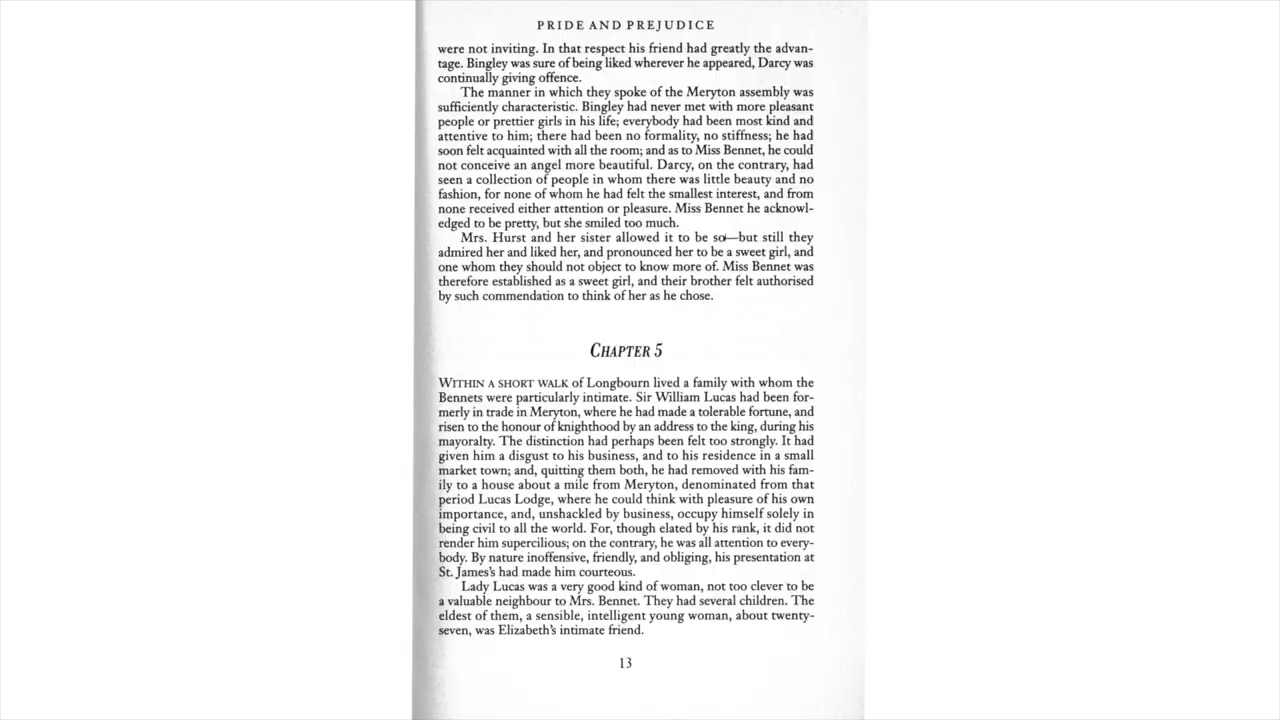 PRIDE AND PREJUDICE
were not inviting. In that respect his friend had greatly the advan-
tage. Bingley was sure of being liked wherever he appeared, Darcy was
continually giving offence.
The manner in which they spoke of the Meryton assembly was
sufficiently characteristic. Bingley had never met with more pleasant
people or prettier girls in his life; everybody had been most kind and
attentive to him; there had been no formality, no stiffness; he had
soon felt acquainted with all the room; and as to Miss Bennet, he could
not conceive an angel more beautiful. Darcy, on the contrary, had
seen a collection of people in whom there was little beauty and no
fashion, for none of whom he had felt the smallest interest, and from
none received either attention or pleasure. Miss Bennet he acknowl-
edged to be pretty, but she smiled too much.
Mrs. Hurst and her sister allowed it to be so—but still they
admired her and liked her, and pronounced her to be a sweet girl, and
one whom they should not object to know more of. Miss Bennet was
therefore established as a sweet girl, and their brother felt authorised
by such commendation to think of her as he chose.
CHAPTER 5
WITHIN A SHORT WALK of Longbourn lived a family with whom the
Bennets were particularly intimate. Sir William Lucas had been for-
merly in trade in Meryton, where he had made a tolerable fortune, and
risen to the honour of knighthood by an address to the king, during his
mayoralty. The distinction had perhaps been felt too strongly. It had
given him a disgust to his business, and to his residence in a small
market town; and, quitting them both, he had removed with his fam-
ily to a house about a mile from Meryton, denominated from that
period Lucas Lodge, where he could think with pleasure of his own
importance, and, unshackled by business, occupy himself solely in
being civil to all the world. For, though elated by his rank, it did not
render him supercilious; on the contrary, he was all attention to every-
body. By nature inoffensive, friendly, and obliging, his presentation at
St. James's had made him courteous.
Lady Lucas was a very good kind of woman, not too clever to be
a valuable neighbour to Mrs. Bennet. They had several children. The
eldest of them, a sensible, intelligent young woman, about twenty-
seven, was Elizabeth's intimate friend.
13